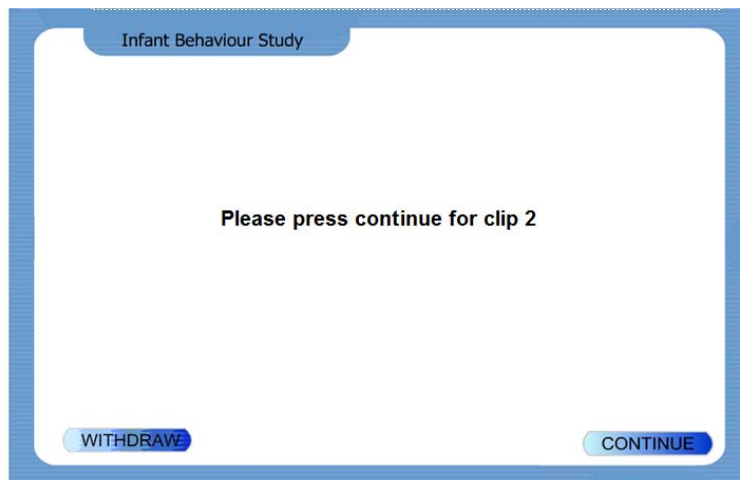 Infant Behaviour Study
Please press continue for clip 2
WITHDRAW
CONTINUE